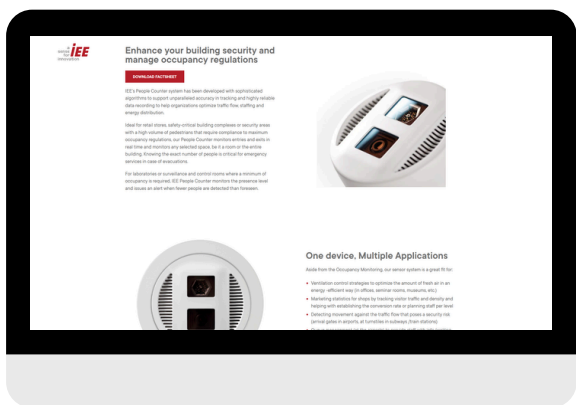 a
sense
for
innovation
IEE
Enhance your building security and
manage occupancy regulations
DOWNLOAD FACTSHEET
IEE's People Counter system has been developed with sophisticated
algorithms to support unparalleled accuracy in tracking and highly reliable
data recording to help organisations optimize traffic flow, staffing and
energy distribution.
Ideal for retail stores, safety-critical building complexes or security areas
with a high volume of pedestrians that require compliance to maximum
occupancy regulations, our People Counter monitors entries and exits in
real time and monitors any selected space, be it a room or the entire
building. Knowing the exact number of people is critical for emergency
services in case of evacuations.
For laboratories or surveillance and control rooms where a minimum of
occupancy is required, IEE People Counter monitors the presence level
and issues an alert when fewer people are detected than foreseen.
One device, Multiple Applications
Aside from the Occupancy Monitoring, our sensor system is a great fit for:
• Ventilation control strategies to optimize the amount of fresh air in an
energy-efficient way (in offices, seminar rooms, museums, etc.)
• Marketing statistics for shops by tracking visitor traffic and density and
helping with establishing the conversion rate or planning staff per level
• Detecting movement against the traffic flow that poses a security risk
(arrival gates in airports, at turnstiles in subways /train stations)